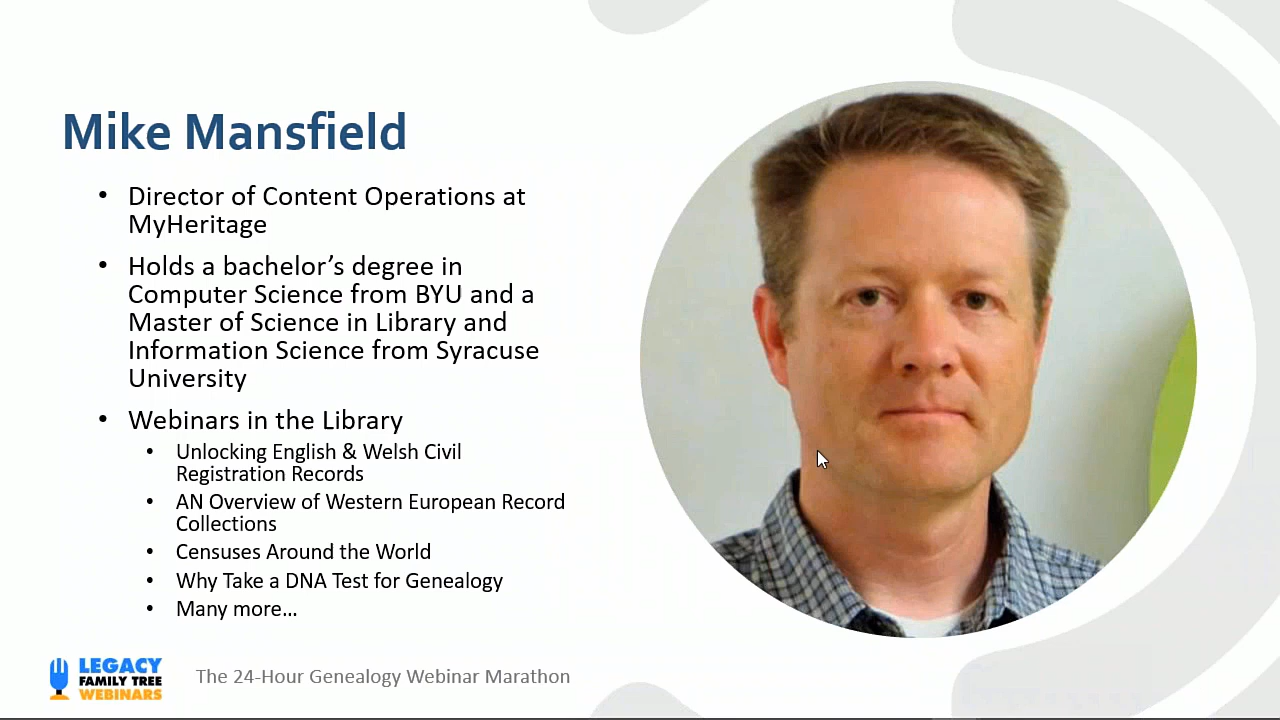 Mike Mansfield
• Director of Content Operations at
MyHeritage
• Holds a bachelor’s degree in
Computer Science from BYU and a
Master of Science in Library and
Information Science from Syracuse
University
• Webinars in the Library
• Unlocking English & Welsh Civil
Registration Records
• AN Overview of Western European Record
Collections
• Censuses Around the World
• Why Take a DNA Test for Genealogy
• Many more…
LEGACY
FAMILY TREE
WEBINARS
The 24-Hour Genealogy Webinar Marathon